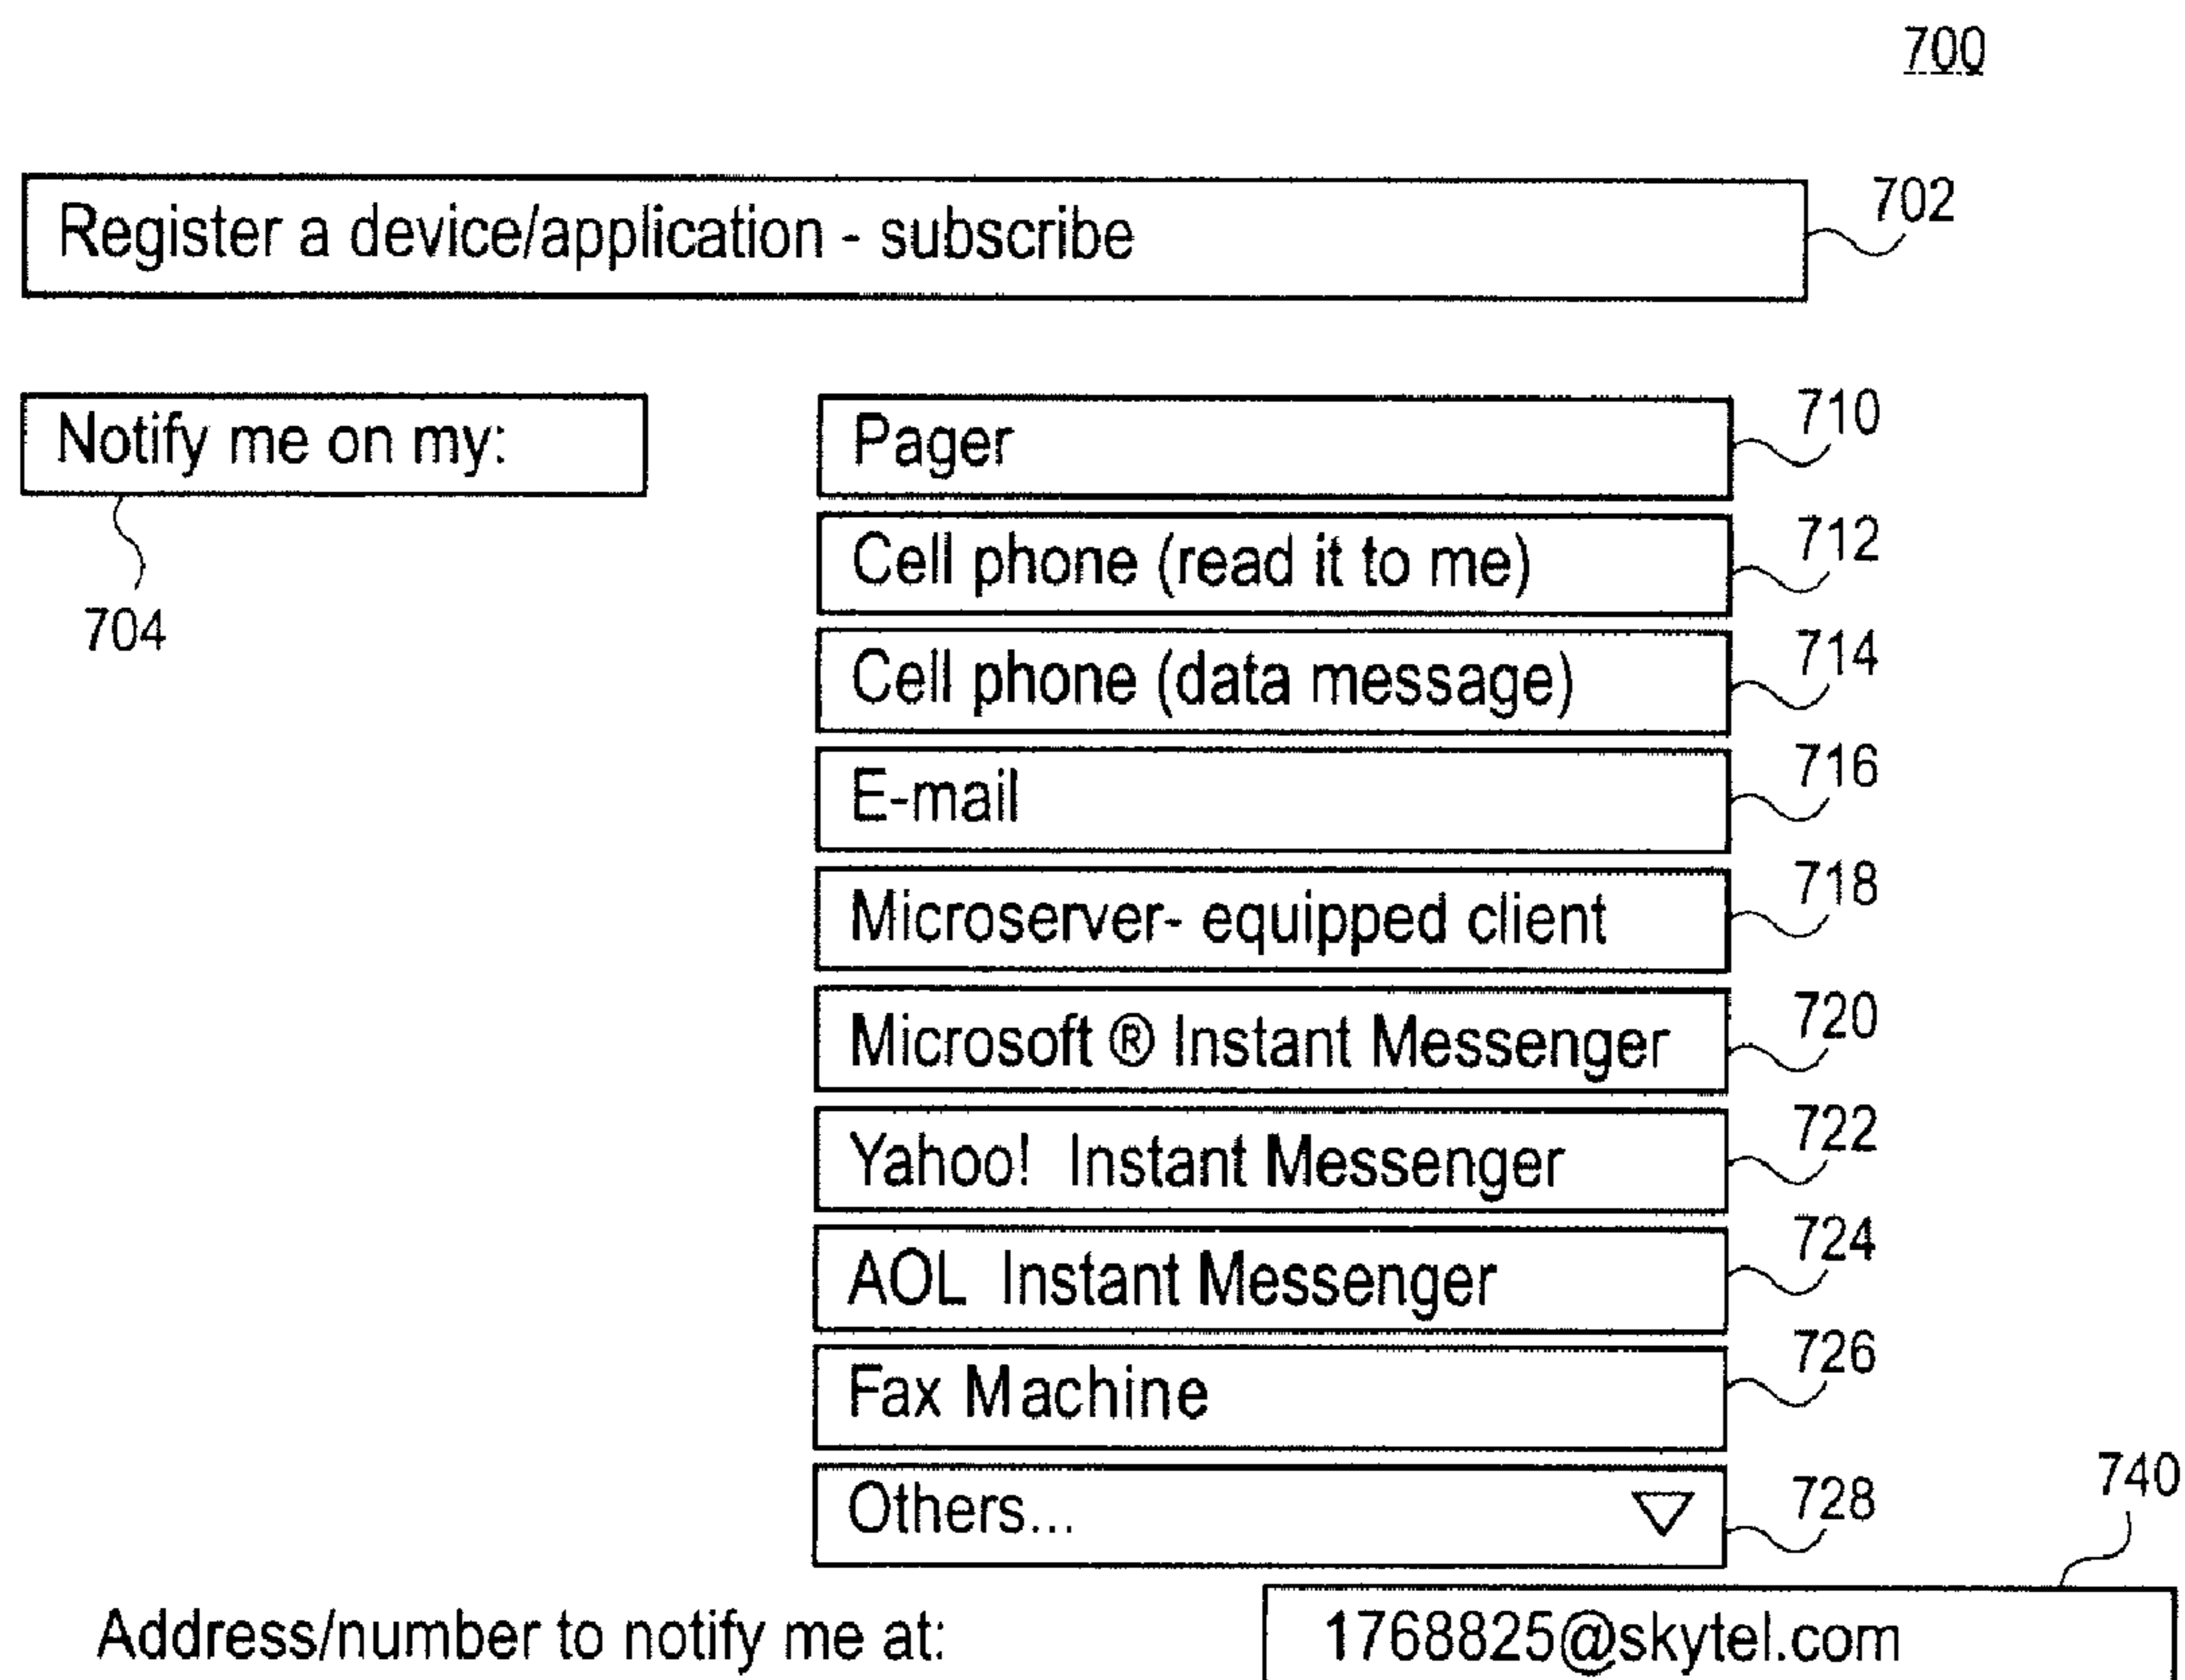 700
Register a device/application - subscribe 702
Notify me on my: Pager 710
Cell phone (read it to me) 712
704
Cell phone (data message) 714
E-mail 716
Microserver- equipped client 718
Microsoft ® Instant Messenger 720
Yahoo! Instant Messenger 722
AOL Instant Messenger 724
Fax Machine 726
Others... 728
740
Address/number to notify me at: 1768825@skytel.com